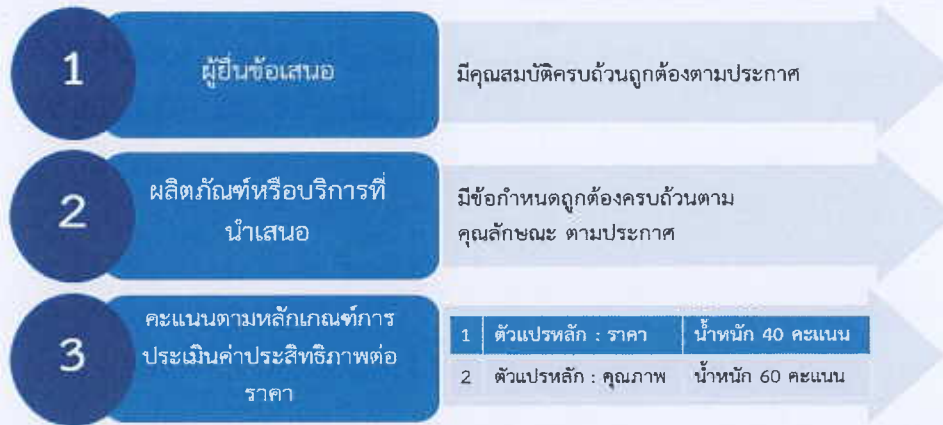 1
ผู้ยื่นข้อเสนอ
มีคุณสมบัติครบถ้วนถูกต้องตามประกาศ
2
ผลิตภัณฑ์หรือบริการที่
นำเสนอ
มีข้อกำหนดถูกต้องครบถ้วนตาม
คุณลักษณะ ตามประกาศ
3
คะแนนตามหลักเกณฑ์การ
ประเมินค่าประสิทธิภาพต่อ
ราคา
1 ตัวแปรหลัก : ราคา น้ำหนัก 40 คะแนน
2 ตัวแปรหลัก : คุณภาพ น้ำหนัก 60 คะแนน